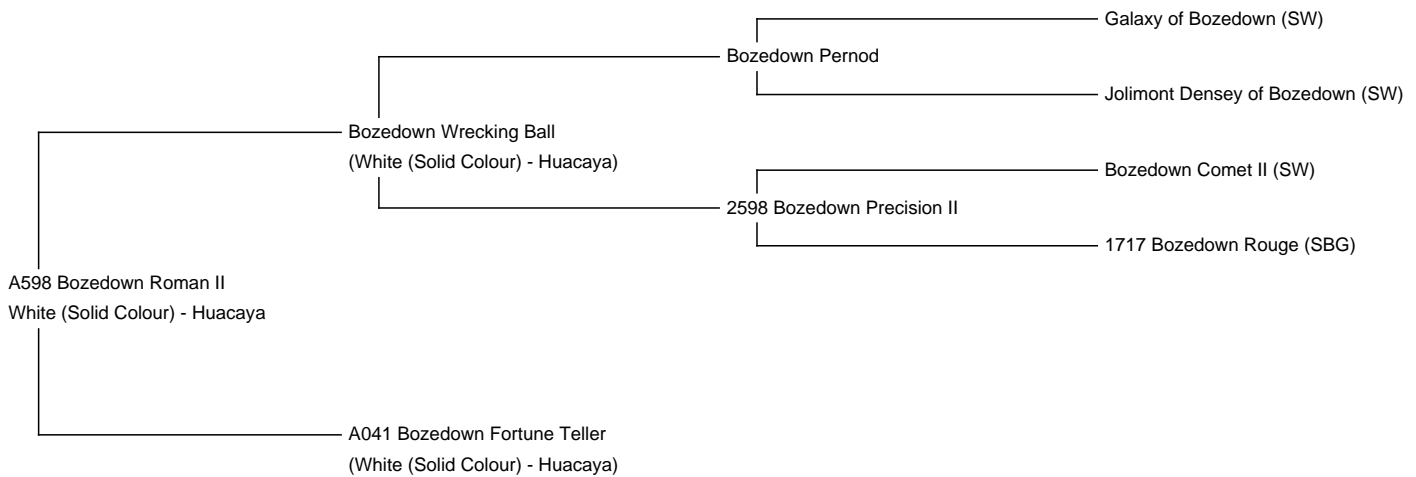 Galaxy of Bozedown (SW)
Bozedown Pernod
Jolimont Densey of Bozedown (SW)
Bozedown Wrecking Ball
(White (Solid Colour) - Huacaya)
Bozedown Comet II (SW)
2598 Bozedown Precision II
1717 Bozedown Rouge (SBG)
A598 Bozedown Roman II
White (Solid Colour) - Huacaya
A041 Bozedown Fortune Teller
(White (Solid Colour) - Huacaya)